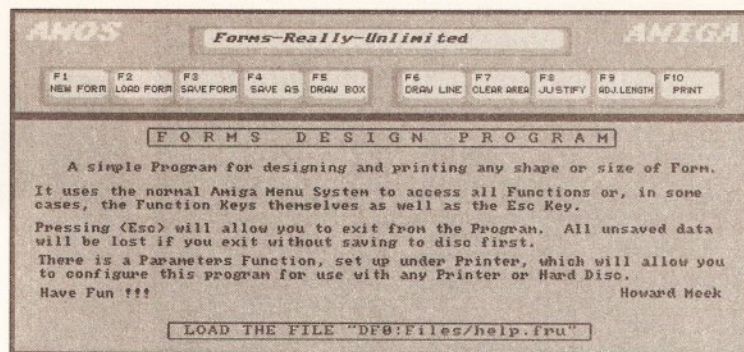 AMOS
Forms-Really-Unlimited
AMIGA
F1 F2 F3 F4 F5 F6 F7 F8 F9 F10
NEW FORM LOAD FORM SAVE FORM SAVE AS DRAW BOX DRAW LINE CLEAR AREA JUSTIFY ADJ.LENGTH PRINT
FORMS DESIGN PROGRAM
A simple Program for designing and printing any shape or size of Form.
It uses the normal Amiga Menu System to access all Functions or, in some
cases, the Function Keys themselves as well as the Esc Key.
Pressing <Esc> will allow you to exit from the Program. All unsaved data
will be lost if you exit without saving to disc first.
There is a Parameters Function, set up under Printer, which will allow you
to configure this program for use with any Printer or Hard Disc.
Have Fun !!! Howard Meek
LOAD THE FILE "DF0:Files/help.fru"